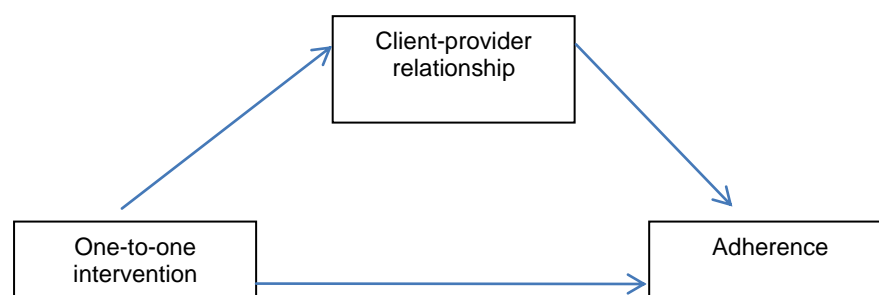 Client-provider
relationship
One-to-one
intervention
Adherence